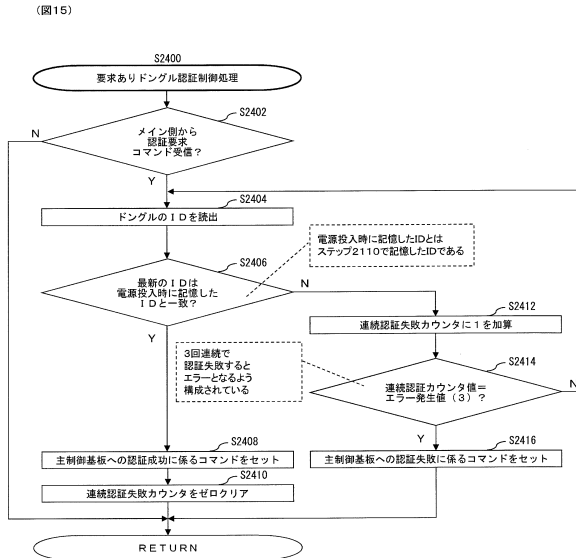 (図15)
S2400
要求ありドングル認証制御処理
S2402
N
メイン側から
認証要求
コマンド受信？
Y
S2404
ドングルのＩＤを読出
電源投入時に記憶したIDとは
ステップ2110で記憶したIDである
S2406
最新のＩＤは
電源投入時に記憶した
ＩＤと一致？
N
Y
S2412
連続認証失敗カウンタに１を加算
3回連続で
認証失敗すると
エラーとなるよう
構成されている
S2414
連続認証カウンタ値＝
エラー発生値（3）？
N
Y
S2408
主制御基板への認証成功に係るコマンドをセット
S2416
主制御基板への認証失敗に係るコマンドをセット
S2410
連続認証失敗カウンタをゼロクリア
ＲＥＴＵＲＮ